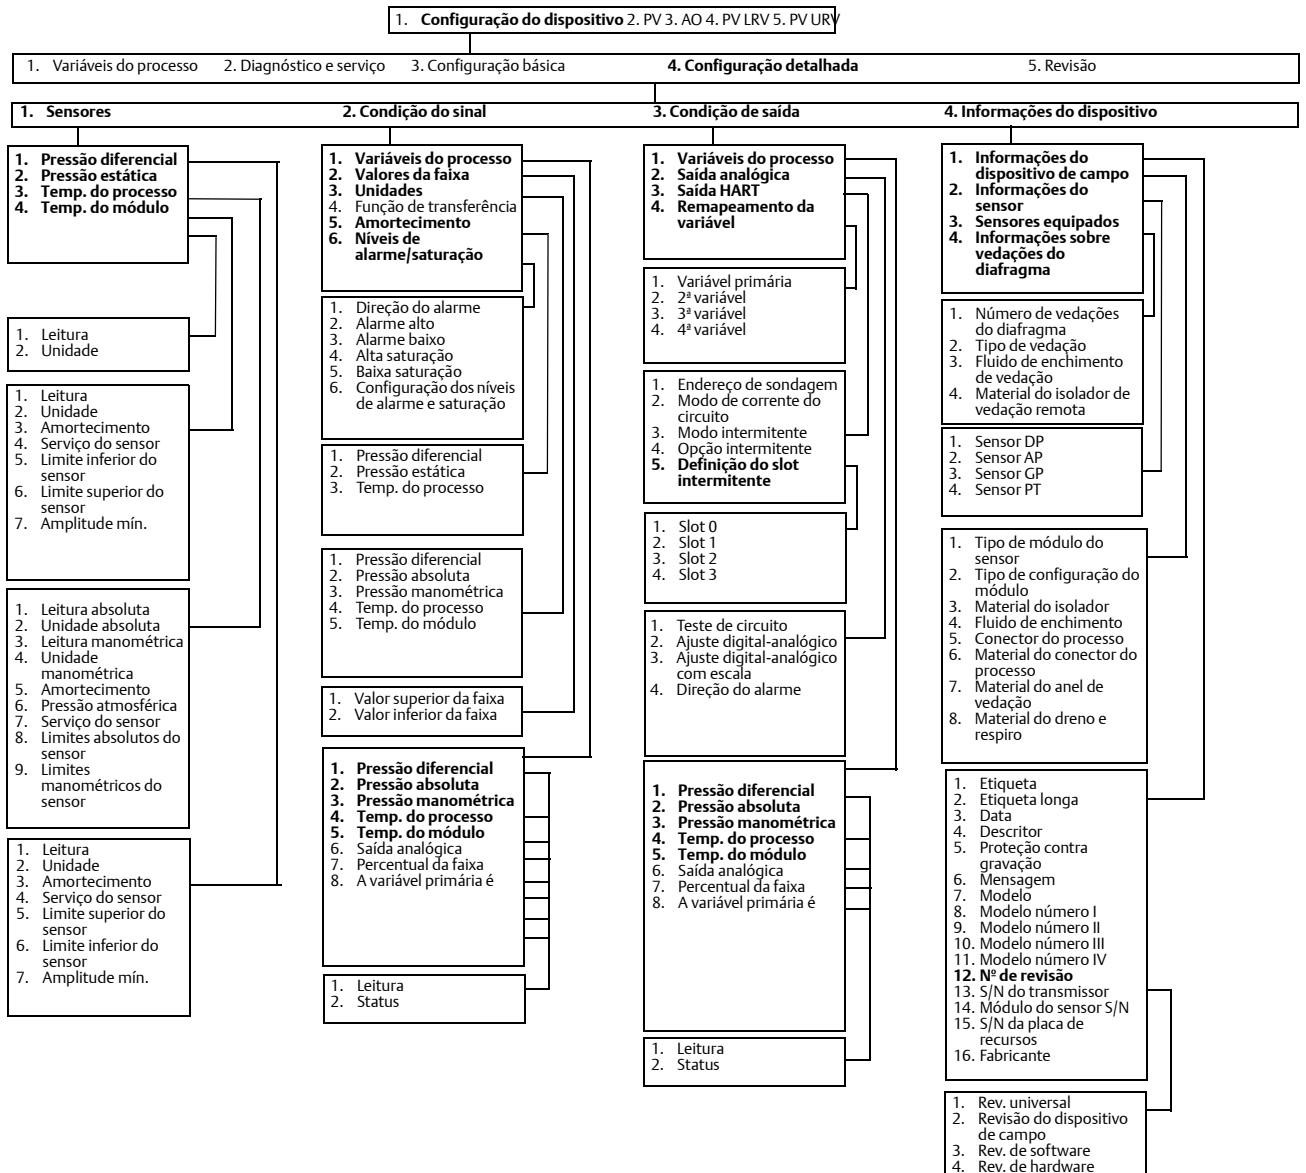 1. Configuração do dispositivo 2. PV 3. AO 4. PV LRV 5. PV URV
1. Variáveis do processo 2. Diagnóstico e serviço 3. Configuração básica 4. Configuração detalhada 5. Revisão
1. Sensores 2. Condição do sinal 3. Condição de saída 4. Informações do dispositivo
1. Pressão diferencial
2. Pressão estática
3. Temp. do processo
4. Temp. do módulo
1. Leitura
2. Unidade
1. Leitura
2. Unidade
3. Amortecimento
4. Serviço do sensor
5. Limite inferior do
sensor
6. Limite superior do
sensor
7. Amplitude mín.
1. Leitura absoluta
2. Unidade absoluta
3. Leitura manométrica
4. Unidade
manométrica
5. Amortecimento
6. Pressão atmosférica
7. Serviço do sensor
8. Limites absolutos do
sensor
9. Limites
manométricos do
sensor
1. Leitura
2. Unidade
3. Amortecimento
4. Serviço do sensor
5. Limite superior do
sensor
6. Limite inferior do
sensor
7. Amplitude mín.
1. Variáveis do processo
2. Valores da faixa
3. Unidades
4. Função de transferência
5. Amortecimento
6. Níveis de
alarme/saturação
1. Direção do alarme
2. Alarme alto
3. Alarme baixo
4. Alta saturação
5. Baixa saturação
6. Configuração dos níveis
de alarme e saturação
1. Pressão diferencial
2. Pressão estática
3. Temp. do processo
1. Pressão diferencial
2. Pressão absoluta
3. Pressão manométrica
4. Temp. do processo
5. Temp. do módulo
1. Valor superior da faixa
2. Valor inferior da faixa
1. Pressão diferencial
2. Pressão absoluta
3. Pressão manométrica
4. Temp. do processo
5. Temp. do módulo
6. Saída analógica
7. Percentual da faixa
8. A variável primária é
1. Leitura
2. Status
1. Variáveis do processo
2. Saída analógica
3. Saída HART
4. Remapeamento da
variável
1. Variável primária
2. 2ª variável
3. 3ª variável
4. 4ª variável
1. Endereço de sondagem
2. Modo de corrente do
circuito
3. Modo intermitente
4. Opção intermitente
5. Definição do slot
intermitente
1. Slot 0
2. Slot 1
3. Slot 2
4. Slot 3
1. Teste de circuito
2. Ajuste digital-analógico
3. Ajuste digital-analógico
com escala
4. Direção do alarme
1. Pressão diferencial
2. Pressão absoluta
3. Pressão manométrica
4. Temp. do processo
5. Temp. do módulo
6. Saída analógica
7. Percentual da faixa
8. A variável primária é
1. Leitura
2. Status
1. Informações do
dispositivo de campo
2. Informações do
sensor
3. Sensores equipados
4. Informações sobre
vedações do
diafragma
1. Número de vedações
do diafragma
2. Tipo de vedação
3. Fluido de enchimento
de vedação
4. Material do isolador de
vedação remota
1. Sensor DP
2. Sensor AP
3. Sensor GP
4. Sensor PT
1. Tipo de módulo do
sensor
2. Tipo de configuração do
módulo
3. Material do isolador
4. Fluido de enchimento
5. Conector do processo
6. Material do conector do
processo
7. Material do anel de
vedação
8. Material do dreno e
respiro
1. Etiqueta
2. Etiqueta longa
3. Data
4. Descritor
5. Proteção contra
gravação
6. Mensagem
7. Modelo
8. Modelo número I
9. Modelo número II
10. Modelo número III
11. Modelo número IV
12. Nº de revisão
13. S/N do transmissor
14. Módulo do sensor S/N
15. S/N da placa de
recursos
16. Fabricante
1. Rev. universal
2. Revisão do dispositivo
de campo
3. Rev. de software
4. Rev. de hardware